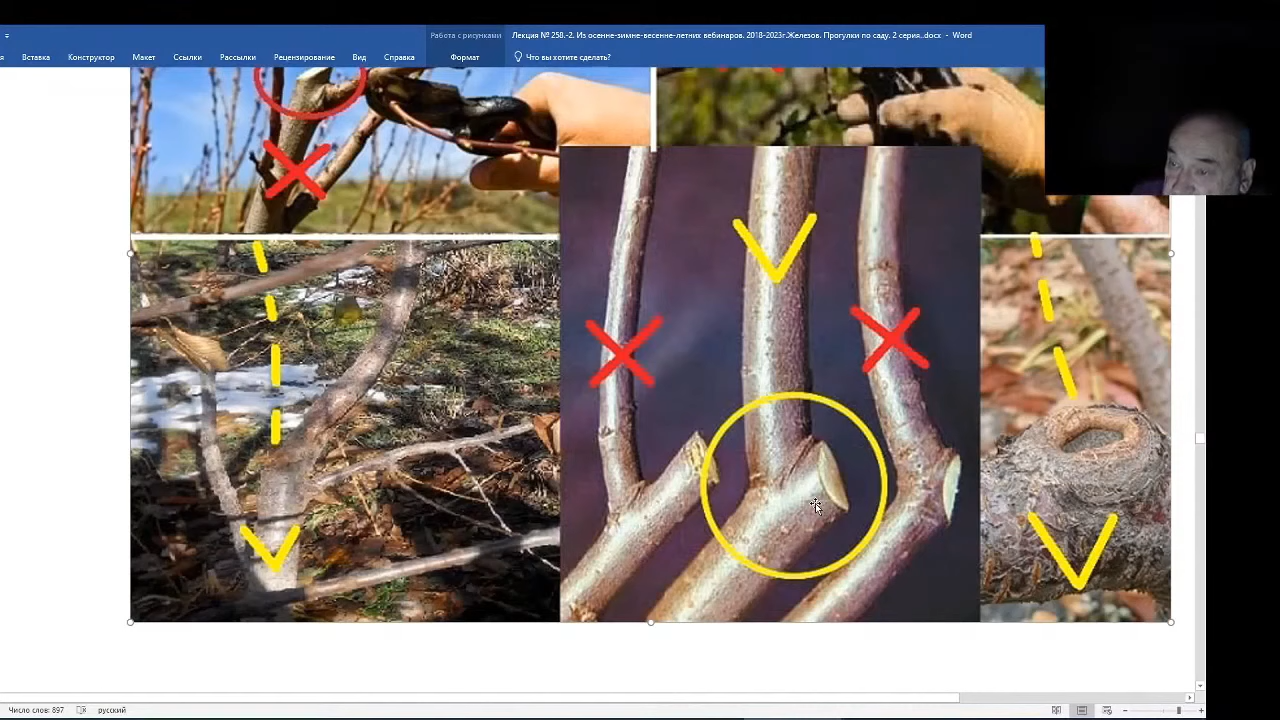 Работа с рисунками
Лекция № 258.-2. Из осенне-зимне-весенне-летних вебинаров. 2018-2023г.Железов. Прогулки по саду. 2 серия..docx - Word
Вставка Конструктор Макет Ссылки Рассылки Рецензирование Вид Справка Формат Что вы хотите сделать?
Число слов: 897 русский